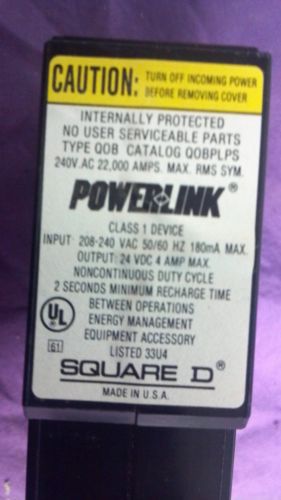 CAUTION: TURN OFF INCOMING POWER
BEFORE REMOVING COVER
INTERNALLY PROTECTED
NO USER SERVICEABLE PARTS
TYPE QOB CATALOG QOBPLPS
240V.AC 22,000 AMPS. MAX. RMS SYM.
POWERLINK®
CLASS 1 DEVICE
INPUT: 208-240 VAC 50/60 HZ 180mA MAX.
OUTPUT: 24 VDC 4 AMP MAX.
NONCONTINUOUS DUTY CYCLE
2 SECONDS MINIMUM RECHARGE TIME
BETWEEN OPERATIONS
UL®
ENERGY MANAGEMENT
EQUIPMENT ACCESSORY
61
LISTED 33U4
SQUARE D®
MADE IN U.S.A.